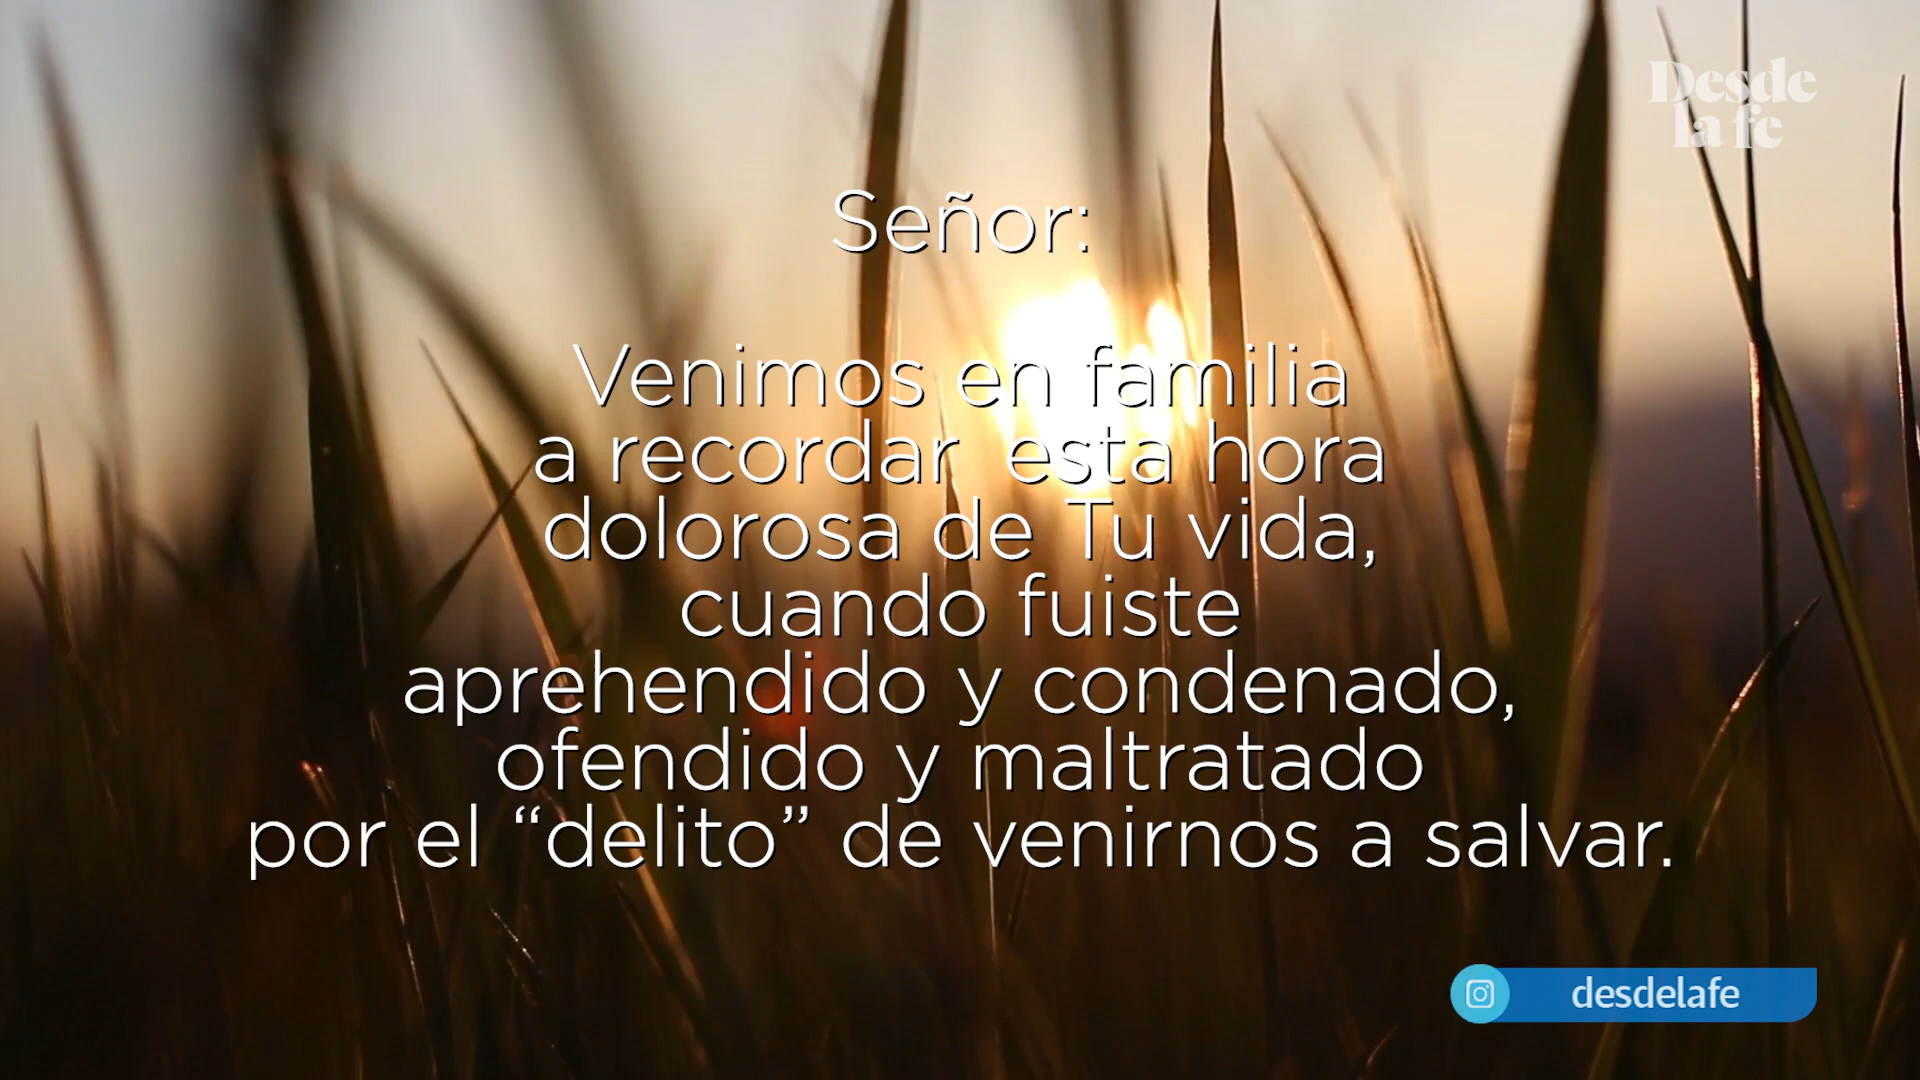 Desde
la fe
Señor:
Venimos en familia
a recordar esta hora
dolorosa de Tu vida,
cuando fuiste
aprehendido y condenado,
ofendido y maltratado
por el “delito” de venirnos a salvar.
desdelafe